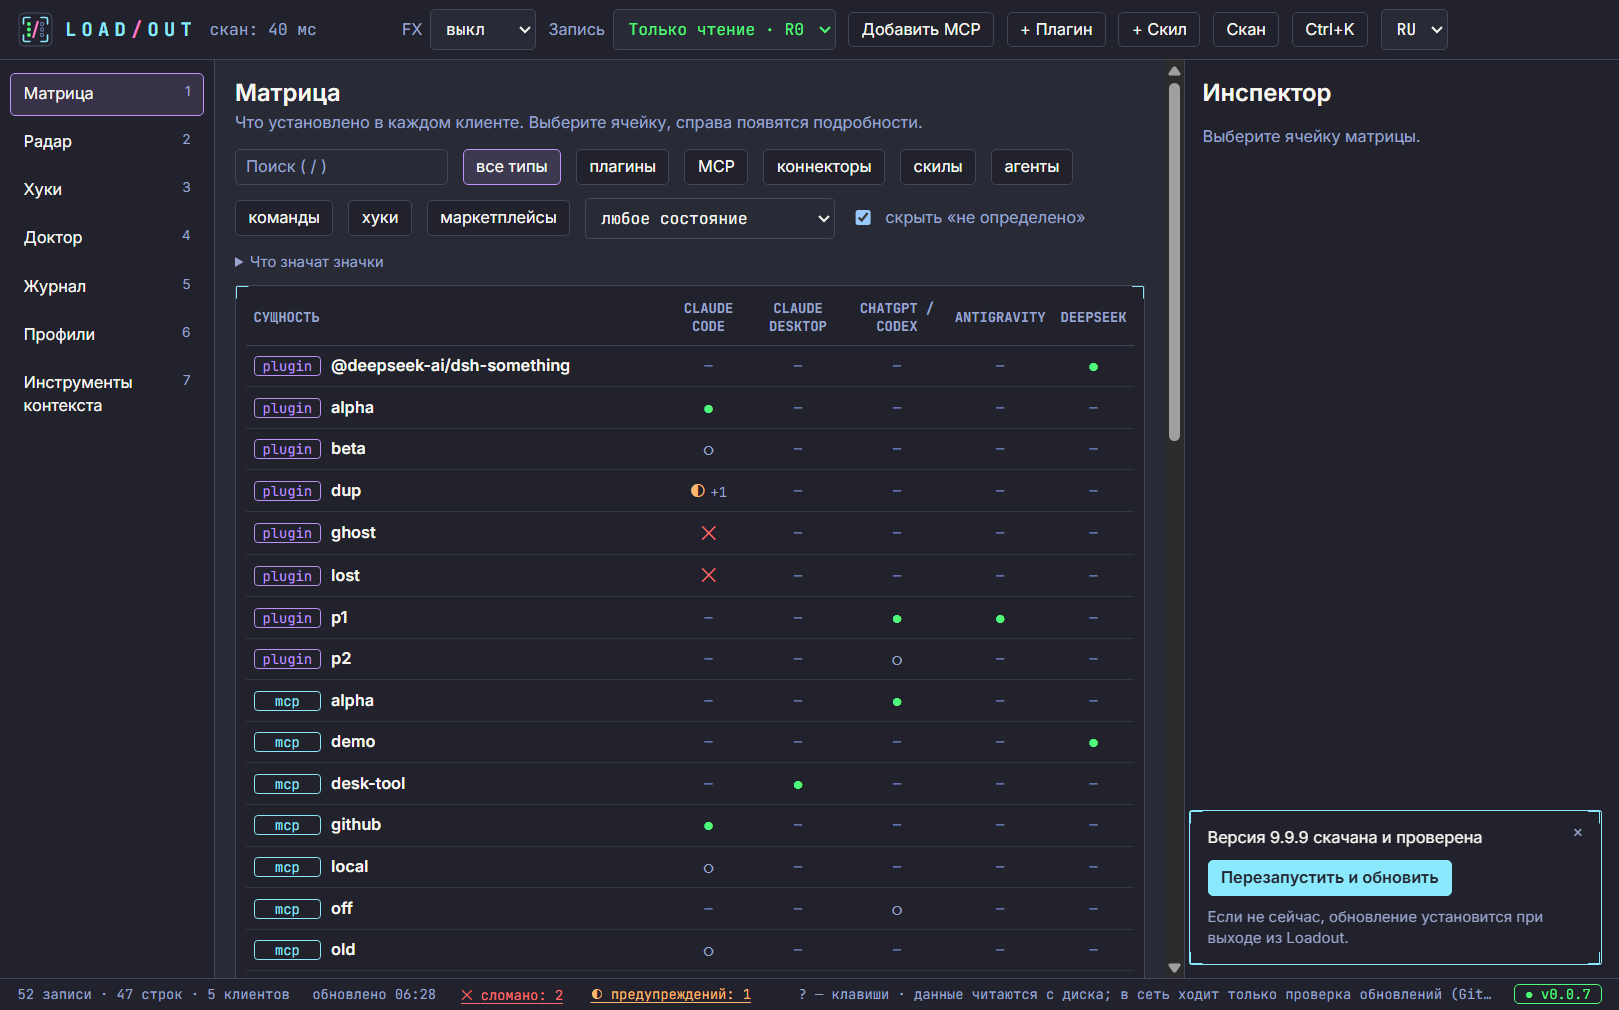 LOAD/OUT скан: 40 мс FX выкл Запись Только чтение · R0 Добавить MCP + Плагин + Скил Скан Ctrl+K RU
Матрица 1
Радар 2
Хуки 3
Доктор 4
Журнал 5
Профили 6
Инструменты контекста 7
Матрица
Что установлено в каждом клиенте. Выберите ячейку, справа появятся подробности.
Поиск ( / ) все типы плагины MCP коннекторы скилы агенты
команды хуки маркетплейсы любое состояние скрыть «не определено»
Что значат значки
СУЩНОСТЬ CLAUDE CODE CLAUDE DESKTOP CHATGPT / CODEX ANTIGRAVITY DEEPSEEK
plugin @deepseek-ai/dsh-something – – – – ●
plugin alpha ● – – – –
plugin beta ○ – – – –
plugin dup ◐ +1 – – – –
plugin ghost ✕ – – – –
plugin lost ✕ – – – –
plugin p1 – – ● ● –
plugin p2 – – ○ – –
mcp alpha – – ● – –
mcp demo – – – – ●
mcp desk-tool – ● – – –
mcp github ● – – – –
mcp local ○ – – – –
mcp off – – ○ – –
mcp old ○ – – – –
Инспектор
Выберите ячейку матрицы.
Версия 9.9.9 скачана и проверена ×
Перезапустить и обновить
Если не сейчас, обновление установится при
выходе из Loadout.
52 записи · 47 строк · 5 клиентов обновлено 06:28 ✕ сломано: 2 ◐ предупреждений: 1 ? — клавиши · данные читаются с диска; в сеть ходит только проверка обновлений (Git… ● v0.0.7